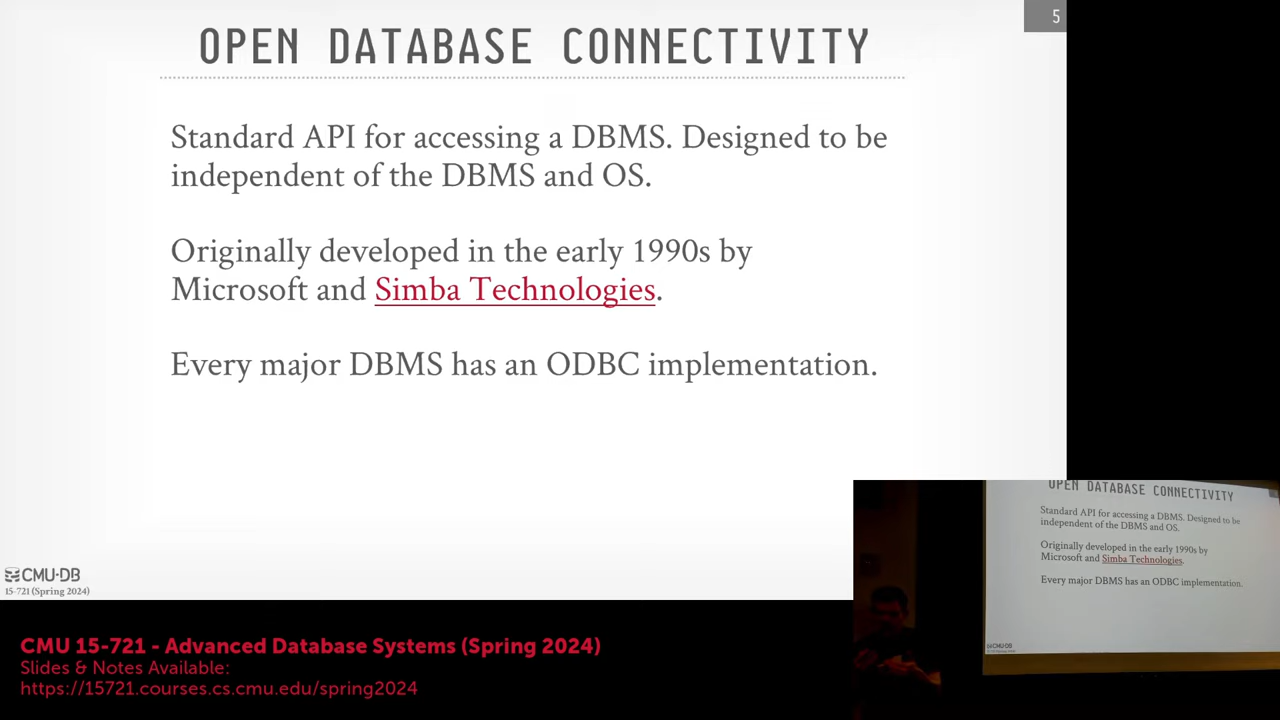 5
OPEN DATABASE CONNECTIVITY
Standard API for accessing a DBMS. Designed to be
independent of the DBMS and OS.
Originally developed in the early 1990s by
Microsoft and Simba Technologies.
Every major DBMS has an ODBC implementation.
CMU·DB
15-721 (Spring 2024)
OPEN DATABASE CONNECTIVITY
Standard API for accessing a DBMS. Designed to be
independent of the DBMS and OS.
Originally developed in the early 1990s by
Microsoft and Simba Technologies.
Every major DBMS has an ODBC implementation.
CMU 15-721 - Advanced Database Systems (Spring 2024)
Slides & Notes Available:
https://15721.courses.cs.cmu.edu/spring2024